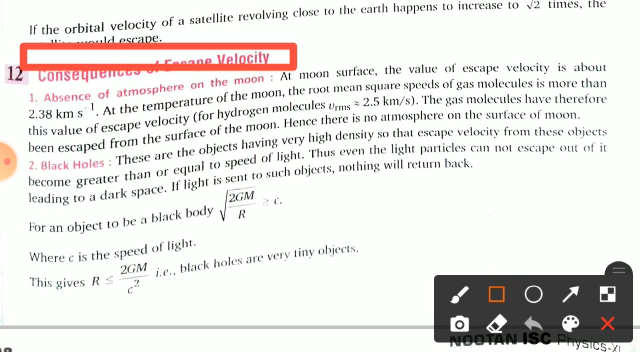 If the orbital velocity of a satellite revolving close to the earth happens to increase to √2 times, the
would escape.
12 Consequences of Escape Velocity
1. Absence of atmosphere on the moon : At moon surface, the value of escape velocity is about
2.38 km s⁻¹. At the temperature of the moon, the root mean square speeds of gas molecules is more than
this value of escape velocity (for hydrogen molecules υrms ≈ 2.5 km/s). The gas molecules have therefore
been escaped from the surface of the moon. Hence there is no atmosphere on the surface of moon.
2. Black Holes : These are the objects having very high density so that escape velocity from these objects
become greater than or equal to speed of light. Thus even the light particles can not escape out of it
leading to a dark space. If light is sent to such objects, nothing will return back.
For an object to be a black body √(2GM/R) ≥ c.
Where c is the speed of light.
This gives R ≤ 2GM/c² i.e., black holes are very tiny objects.
NOOTAN ISC Physics-XI